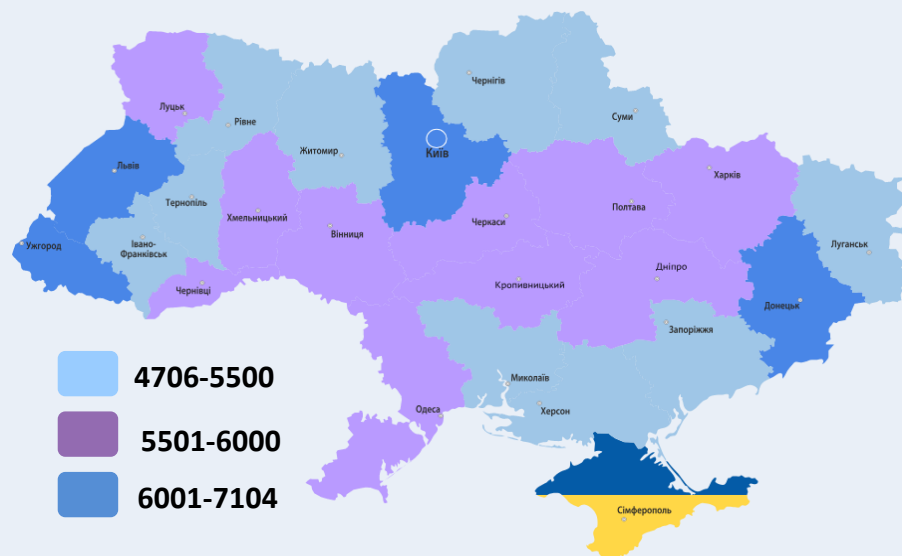 Чернігів
Луцьк
Суми
Рівне
Житомир
Київ
Львів
Харків
Тернопіль
Полтава
Хмельницький
Черкаси
Вінниця
Ужгород
Івано-
Франківськ
Луганськ
Дніпро
Чернівці
Кропивницький
Донецьк
Запоріжжя
4706-5500
Миколаїв
Одеса
Херсон
5501-6000
6001-7104
Сімферополь